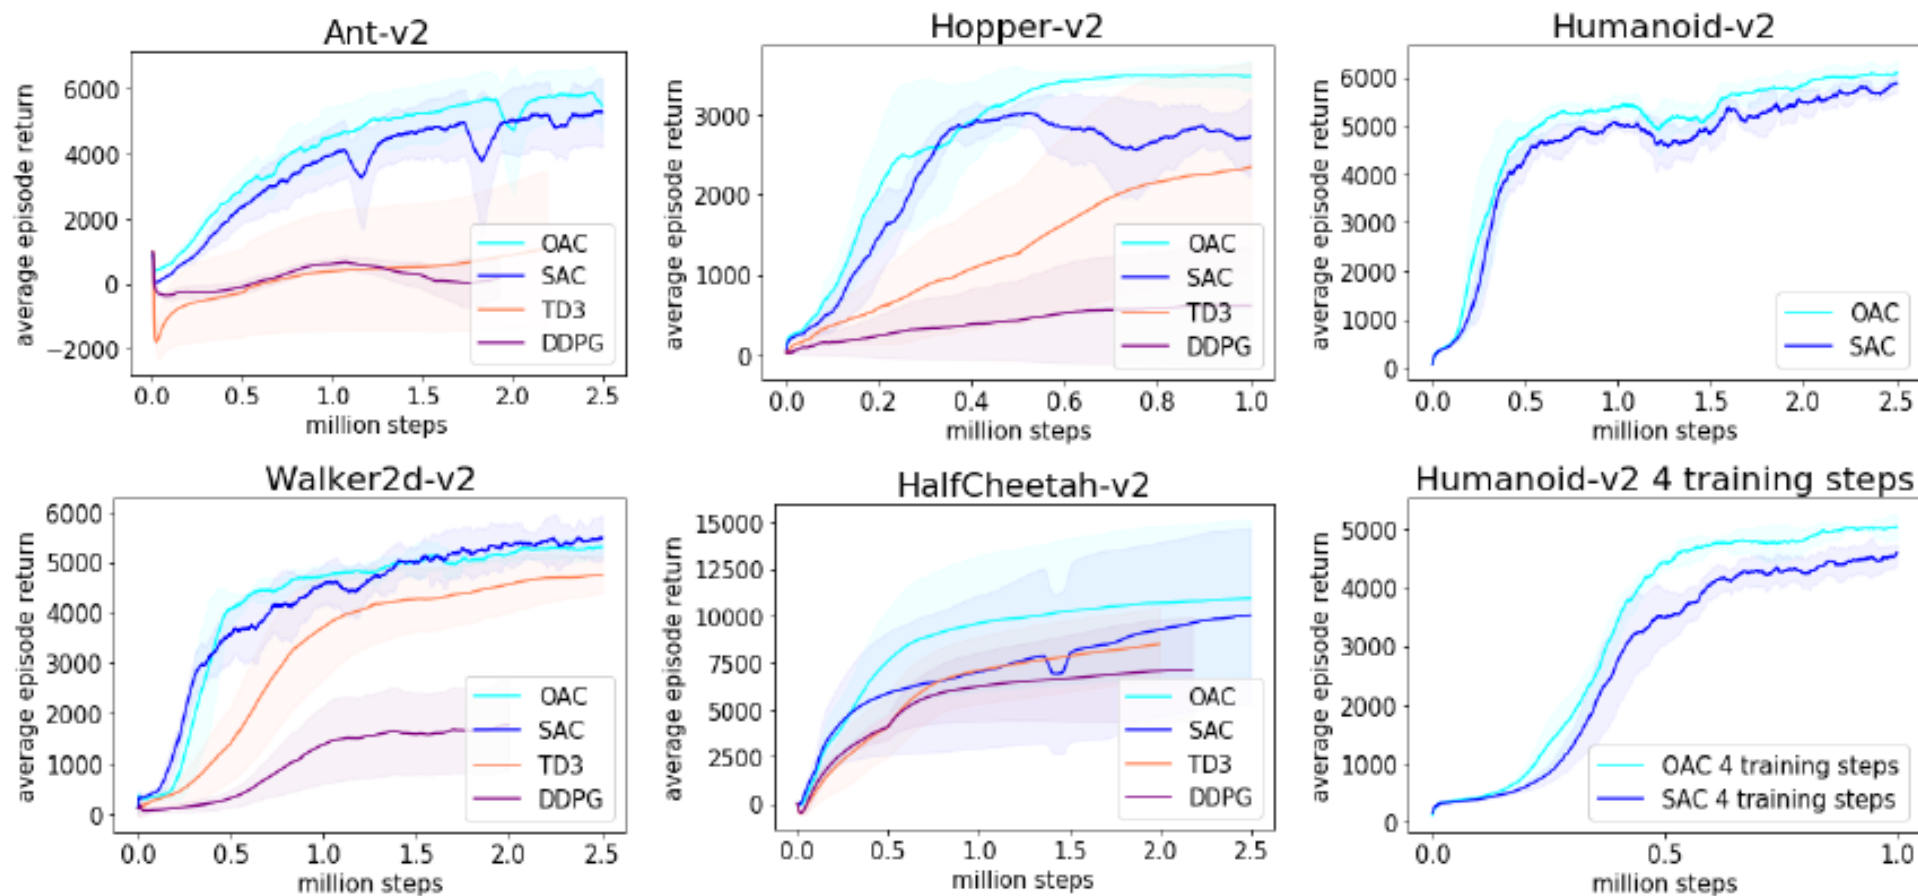 Ant-v2
average episode return
6000
4000
2000
0
−2000
OAC
SAC
TD3
DDPG
0.0 0.5 1.0 1.5 2.0 2.5
million steps
Hopper-v2
average episode return
3000
2000
1000
0
OAC
SAC
TD3
DDPG
0.0 0.2 0.4 0.6 0.8 1.0
million steps
Humanoid-v2
average episode return
6000
5000
4000
3000
2000
1000
0
OAC
SAC
0.0 0.5 1.0 1.5 2.0 2.5
million steps
Walker2d-v2
average episode return
6000
5000
4000
3000
2000
1000
0
OAC
SAC
TD3
DDPG
0.0 0.5 1.0 1.5 2.0 2.5
million steps
HalfCheetah-v2
average episode return
15000
12500
10000
7500
5000
2500
0
OAC
SAC
TD3
DDPG
0.0 0.5 1.0 1.5 2.0 2.5
million steps
Humanoid-v2 4 training steps
average episode return
5000
4000
3000
2000
1000
0
OAC 4 training steps
SAC 4 training steps
0.0 0.5 1.0
million steps